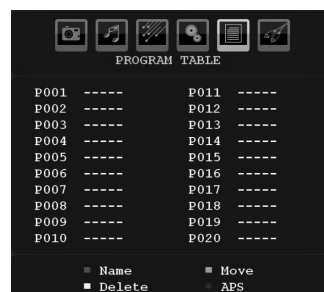 PROGRAM TABLE
P001 ----- P011 -----
P002 ----- P012 -----
P003 ----- P013 -----
P004 ----- P014 -----
P005 ----- P015 -----
P006 ----- P016 -----
P007 ----- P017 -----
P008 ----- P018 -----
P009 ----- P019 -----
P010 ----- P020 -----
Name Move
Delete APS